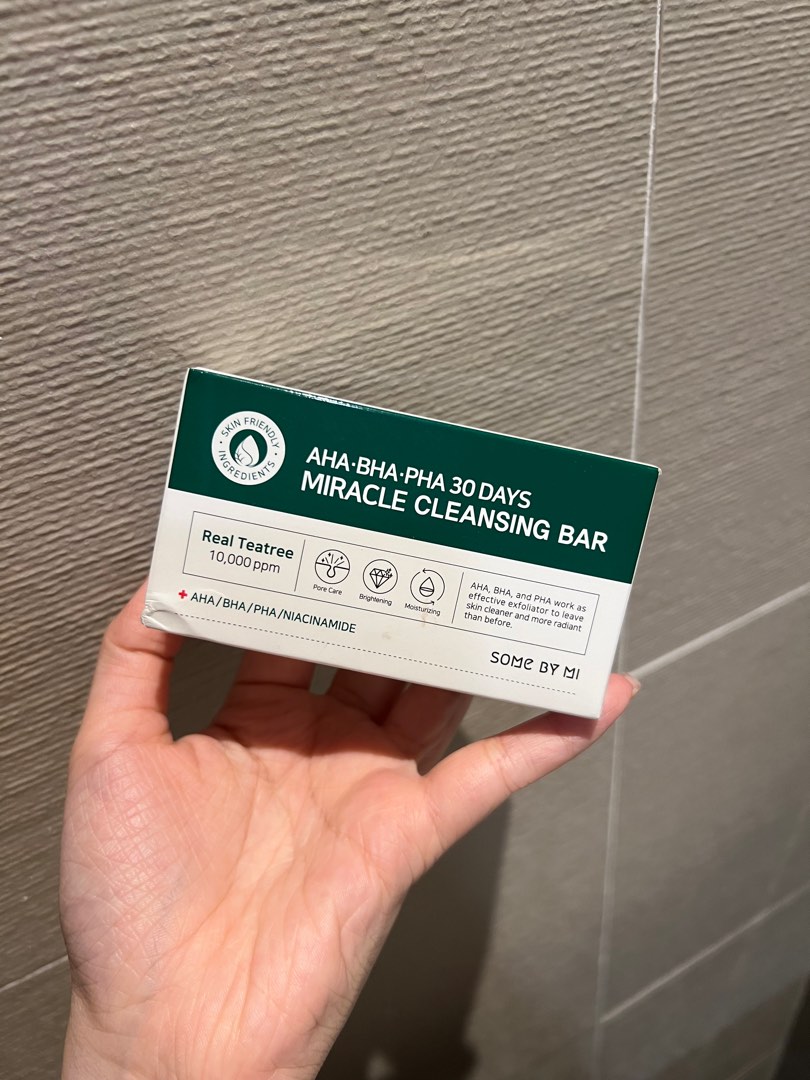 SKIN FRIENDLY
INGREDIENTS
AHA·BHA·PHA 30 DAYS
MIRACLE CLEANSING BAR
Real Teatree
10,000 ppm
Pore Care
Brightening
Moisturizing
AHA, BHA, and PHA work as
effective exfoliator to leave
skin cleaner and more radiant
than before.
+ AHA/BHA/PHA/NIACINAMIDE
SOME BY MI